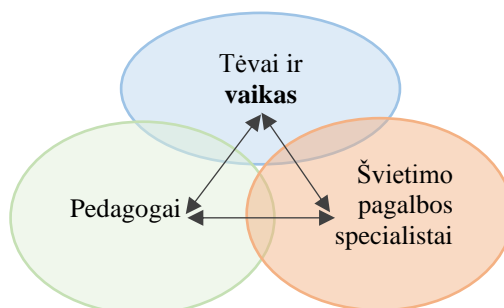 Tėvai ir
vaikas
Pedagogai
Švietimo
pagalbos
specialistai